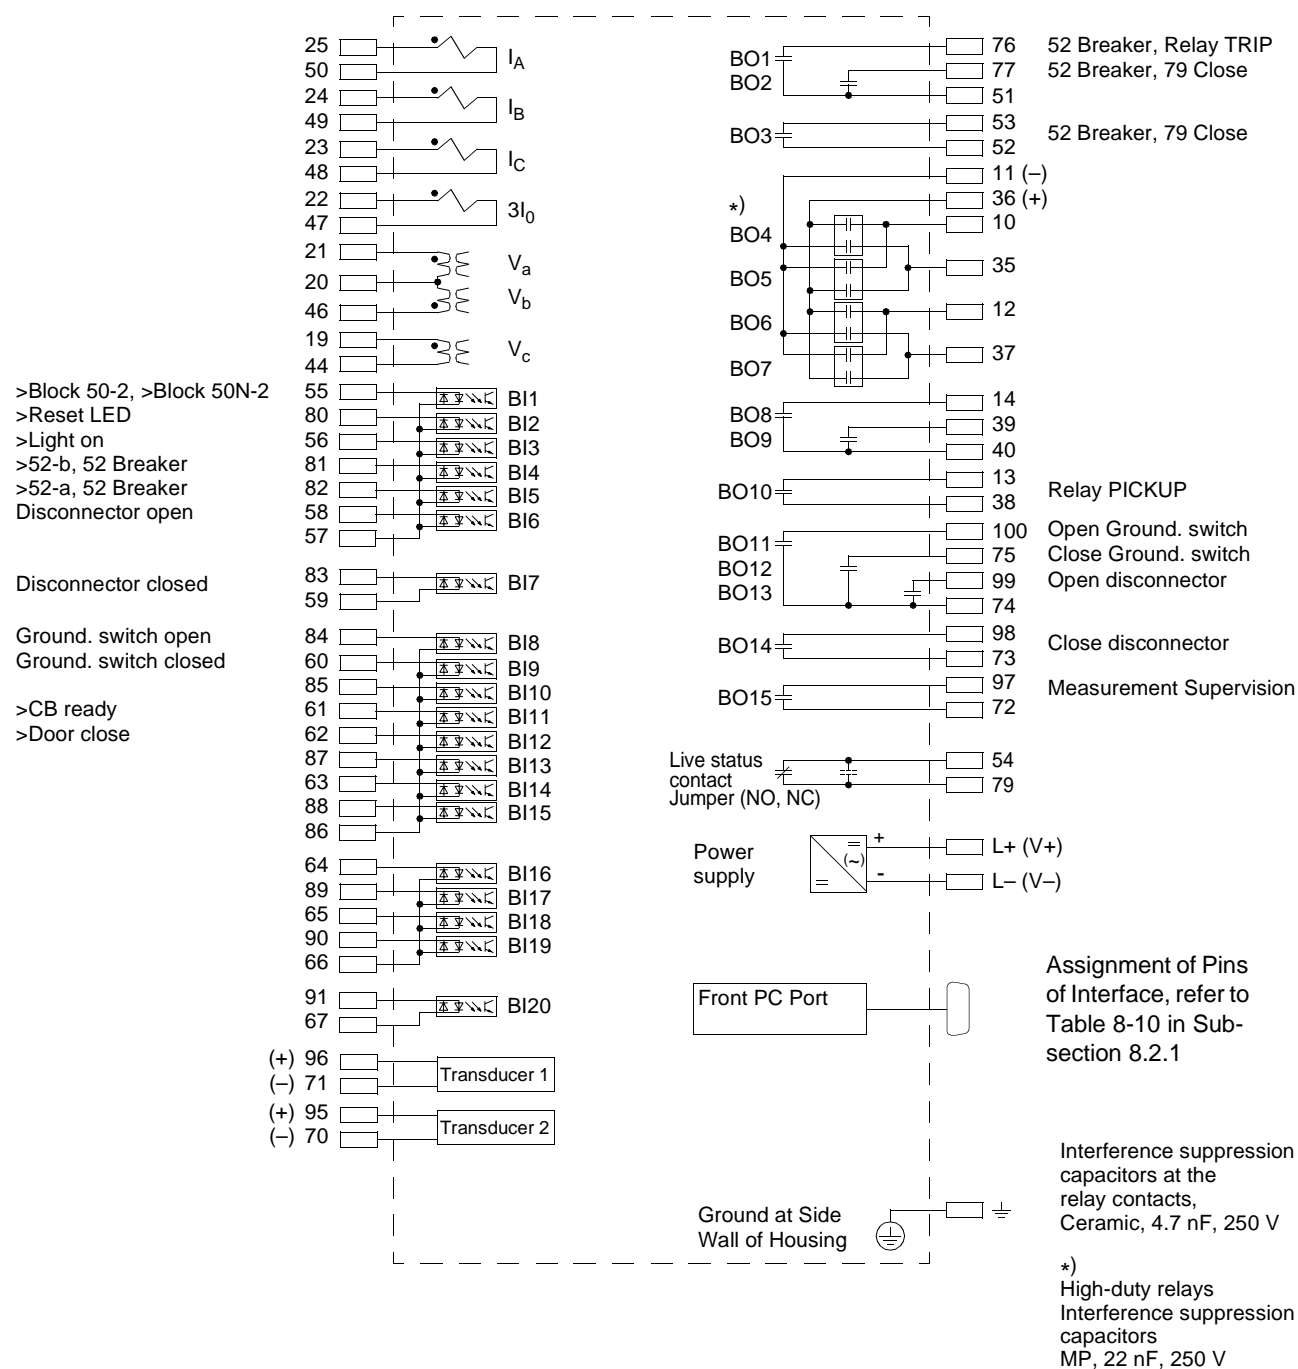 25
50
I_A
24
49
I_B
23
48
I_C
22
47
3I_0
21
20
46
V_a
V_b
19
44
V_c
>Block 50-2, >Block 50N-2 55 BI1
>Reset LED 80 BI2
>Light on 56 BI3
>52-b, 52 Breaker 81 BI4
>52-a, 52 Breaker 82 BI5
Disconnector open 58 BI6
57
Disconnector closed 83 BI7
59
Ground. switch open 84 BI8
Ground. switch closed 60 BI9
85 BI10
>CB ready 61 BI11
>Door close 62 BI12
87 BI13
63 BI14
88 BI15
86
64 BI16
89 BI17
65 BI18
90 BI19
66
91 BI20
67
(+) 96
(–) 71
Transducer 1
(+) 95
(–) 70
Transducer 2
BO1 76 52 Breaker, Relay TRIP
BO2 77 52 Breaker, 79 Close
51
BO3 53
52
52 Breaker, 79 Close
11 (–)
36 (+)
*)
BO4 10
BO5 35
BO6 12
BO7 37
BO8 14
BO9 39
40
BO10 13
38
Relay PICKUP
BO11 100 Open Ground. switch
BO12 75 Close Ground. switch
BO13 99 Open disconnector
74
BO14 98
73
Close disconnector
BO15 97
72
Measurement Supervision
Live status
contact
Jumper (NO, NC)
54
79
Power
supply
=
(~)
=
+
-
L+ (V+)
L– (V–)
Front PC Port
Assignment of Pins
of Interface, refer to
Table 8-10 in Sub-
section 8.2.1
Ground at Side
Wall of Housing
Interference suppression
capacitors at the
relay contacts,
Ceramic, 4.7 nF, 250 V
*)
High-duty relays
Interference suppression
capacitors
MP, 22 nF, 250 V